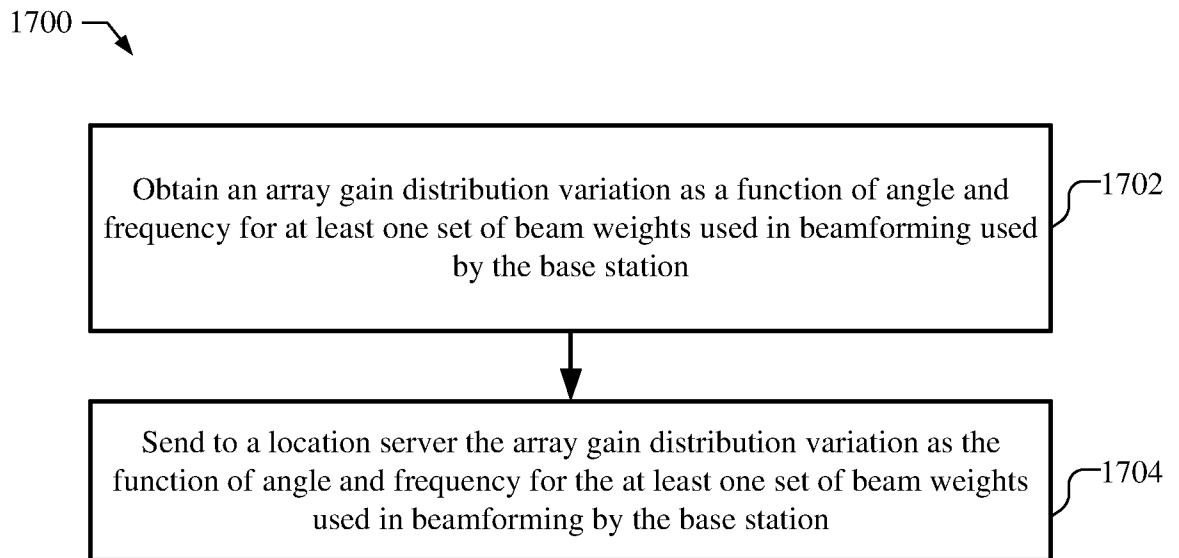 1700
Obtain an array gain distribution variation as a function of angle and
frequency for at least one set of beam weights used in beamforming used
by the base station
1702
Send to a location server the array gain distribution variation as the
function of angle and frequency for the at least one set of beam weights
used in beamforming by the base station
1704